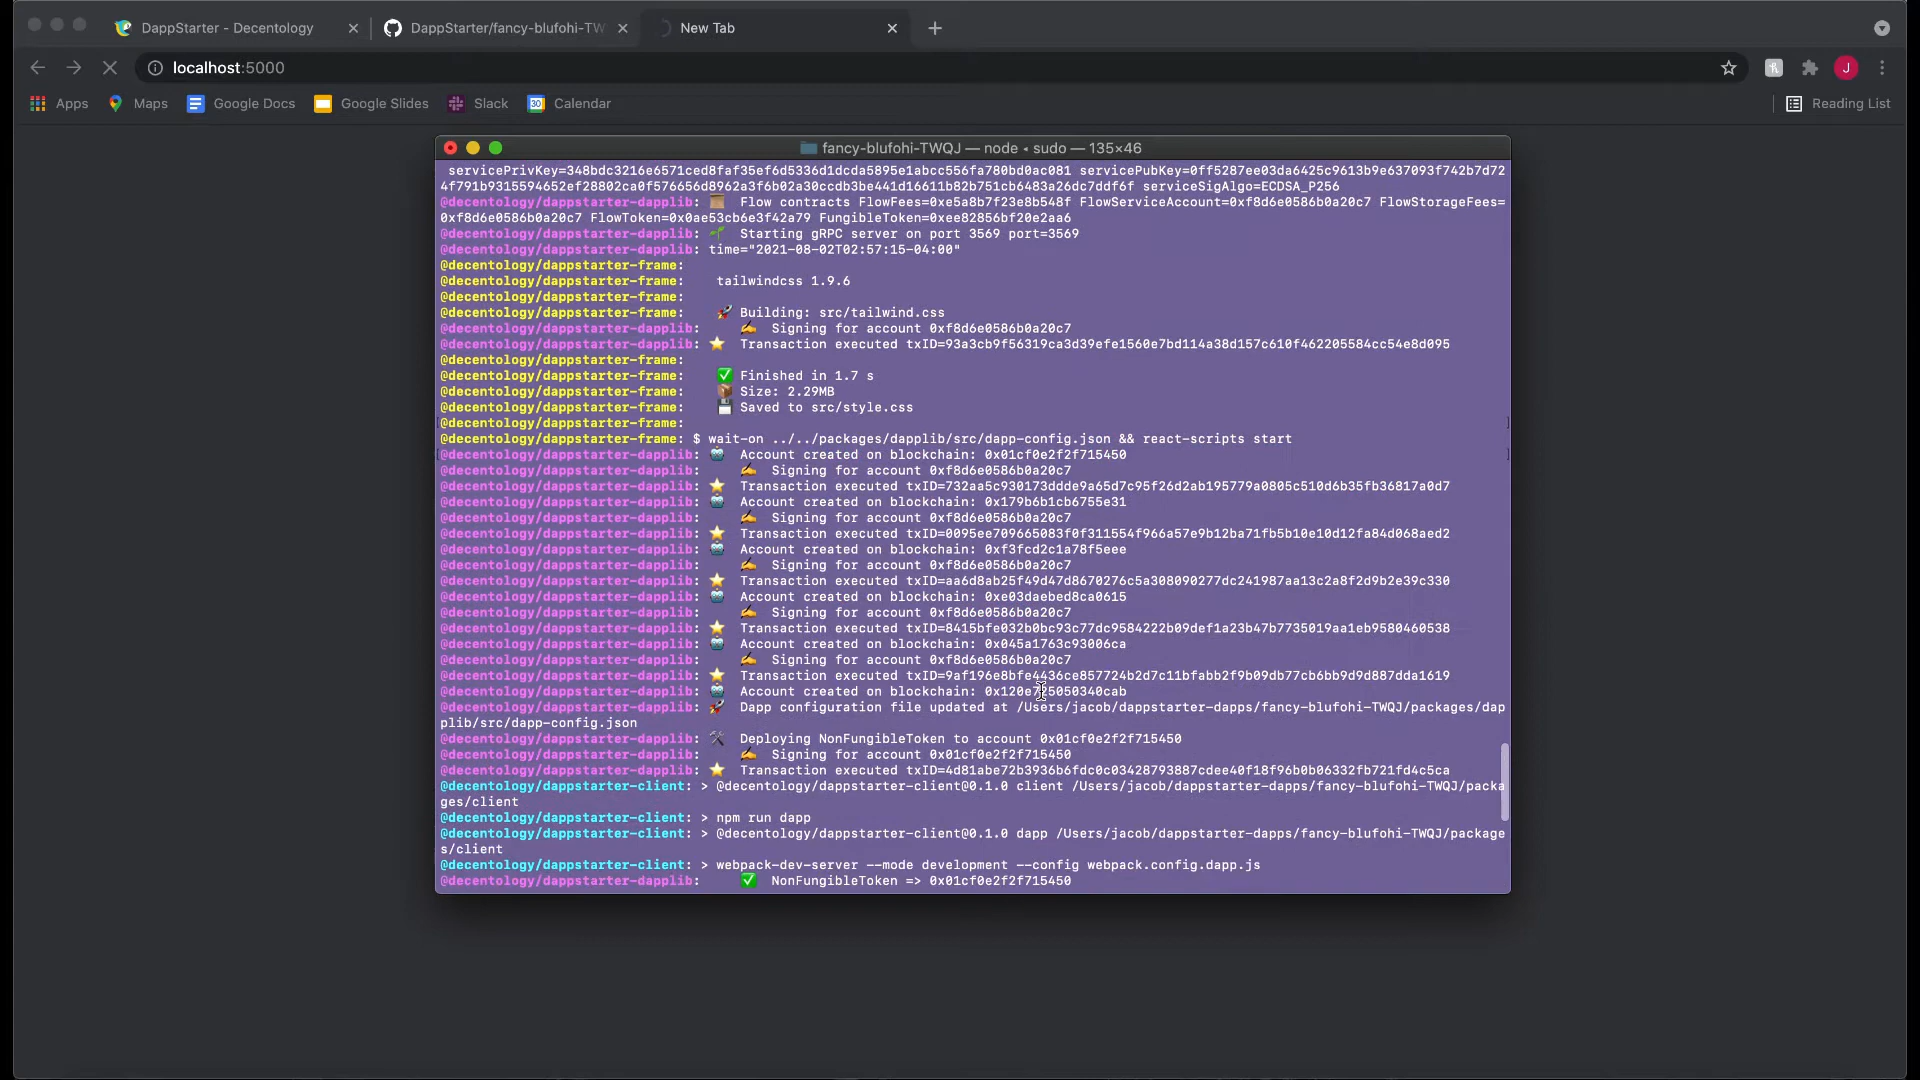 DappStarter - Decentology
DappStarter/fancy-blufohi-TW
New Tab
localhost:5000
J
Apps
Maps
Google Docs
Google Slides
Slack
30
Calendar
Reading List
fancy-blufohi-TWQJ — node ◂ sudo — 135×46
servicePrivKey=348bdc3216e6571ced8faf35ef6d5336d1dcda5895e1abcc556fa780bd0ac081 servicePubKey=0ff5287ee03da6425c9613b9e637093f742b7d72
4f791b9315594652ef28802ca0f576656d8962a3f6b02a30ccdb3be441d16611b82b751cb6483a26dc7ddf6f serviceSigAlgo=ECDSA_P256
@decentology/dappstarter-dapplib: Flow contracts FlowFees=0xe5a8b7f23e8b548f FlowServiceAccount=0xf8d6e0586b0a20c7 FlowStorageFees=
0xf8d6e0586b0a20c7 FlowToken=0x0ae53cb6e3f42a79 FungibleToken=0xee82856bf20e2aa6
@decentology/dappstarter-dapplib: 🌱 Starting gRPC server on port 3569 port=3569
@decentology/dappstarter-dapplib: time="2021-08-02T02:57:15-04:00"
@decentology/dappstarter-frame:
@decentology/dappstarter-frame: tailwindcss 1.9.6
@decentology/dappstarter-frame:
@decentology/dappstarter-frame: 🚀 Building: src/tailwind.css
@decentology/dappstarter-dapplib: ✍️ Signing for account 0xf8d6e0586b0a20c7
@decentology/dappstarter-dapplib: ⭐ Transaction executed txID=93a3cb9f56319ca3d39efe1560e7bd114a38d157c610f462205584cc54e8d095
@decentology/dappstarter-frame:
@decentology/dappstarter-frame: ✅ Finished in 1.7 s
@decentology/dappstarter-frame: 📦 Size: 2.29MB
@decentology/dappstarter-frame: 💾 Saved to src/style.css
@decentology/dappstarter-frame:
@decentology/dappstarter-frame: $ wait-on ../../packages/dapplib/src/dapp-config.json && react-scripts start
@decentology/dappstarter-dapplib: Account created on blockchain: 0x01cf0e2f2f715450
@decentology/dappstarter-dapplib: ✍️ Signing for account 0xf8d6e0586b0a20c7
@decentology/dappstarter-dapplib: ⭐ Transaction executed txID=732aa5c930173ddde9a65d7c95f26d2ab195779a0805c510d6b35fb36817a0d7
@decentology/dappstarter-dapplib: Account created on blockchain: 0x179b6b1cb6755e31
@decentology/dappstarter-dapplib: ✍️ Signing for account 0xf8d6e0586b0a20c7
@decentology/dappstarter-dapplib: ⭐ Transaction executed txID=0095ee709665083f0f311554f966a57e9b12ba71fb5b10e10d12fa84d068aed2
@decentology/dappstarter-dapplib: Account created on blockchain: 0xf3fcd2c1a78f5eee
@decentology/dappstarter-dapplib: ✍️ Signing for account 0xf8d6e0586b0a20c7
@decentology/dappstarter-dapplib: ⭐ Transaction executed txID=aa6d8ab25f49d47d8670276c5a308090277dc241987aa13c2a8f2d9b2e39c330
@decentology/dappstarter-dapplib: Account created on blockchain: 0xe03daebed8ca0615
@decentology/dappstarter-dapplib: ✍️ Signing for account 0xf8d6e0586b0a20c7
@decentology/dappstarter-dapplib: ⭐ Transaction executed txID=8415bfe032b0bc93c77dc9584222b09def1a23b47b7735019aa1eb9580460538
@decentology/dappstarter-dapplib: Account created on blockchain: 0x045a1763c93006ca
@decentology/dappstarter-dapplib: ✍️ Signing for account 0xf8d6e0586b0a20c7
@decentology/dappstarter-dapplib: ⭐ Transaction executed txID=9af196e8bfe4436ce857724b2d7c11bfabb2f9b09db77cb6bb9d9d887dda1619
@decentology/dappstarter-dapplib: Account created on blockchain: 0x120e725050340cab
@decentology/dappstarter-dapplib: 🚀 Dapp configuration file updated at /Users/jacob/dappstarter-dapps/fancy-blufohi-TWQJ/packages/dap
plib/src/dapp-config.json
@decentology/dappstarter-dapplib: 🛠 Deploying NonFungibleToken to account 0x01cf0e2f2f715450
@decentology/dappstarter-dapplib: ✍️ Signing for account 0x01cf0e2f2f715450
@decentology/dappstarter-dapplib: ⭐ Transaction executed txID=4d81abe72b3936b6fdc0c03428793887cdee40f18f96b0b06332fb721fd4c5ca
@decentology/dappstarter-client: > @decentology/dappstarter-client@0.1.0 client /Users/jacob/dappstarter-dapps/fancy-blufohi-TWQJ/packa
ges/client
@decentology/dappstarter-client: > npm run dapp
@decentology/dappstarter-client: > @decentology/dappstarter-client@0.1.0 dapp /Users/jacob/dappstarter-dapps/fancy-blufohi-TWQJ/package
s/client
@decentology/dappstarter-client: > webpack-dev-server --mode development --config webpack.config.dapp.js
@decentology/dappstarter-dapplib: ✅ NonFungibleToken => 0x01cf0e2f2f715450